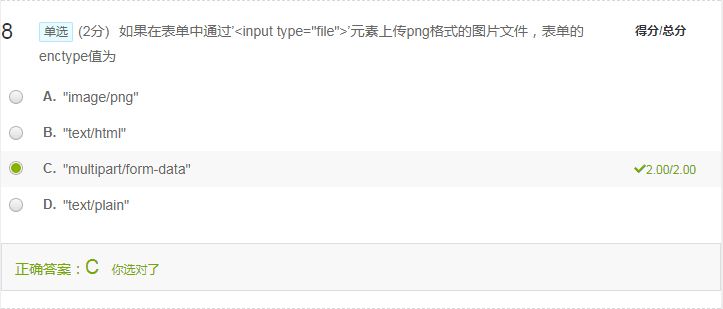 8 单选 (2分) 如果在表单中通过'<input type="file">'元素上传png格式的图片文件，表单的 得分/总分
enctype值为
A. "image/png"
B. "text/html"
C. "multipart/form-data" 2.00/2.00
D. "text/plain"
正确答案：C 你选对了